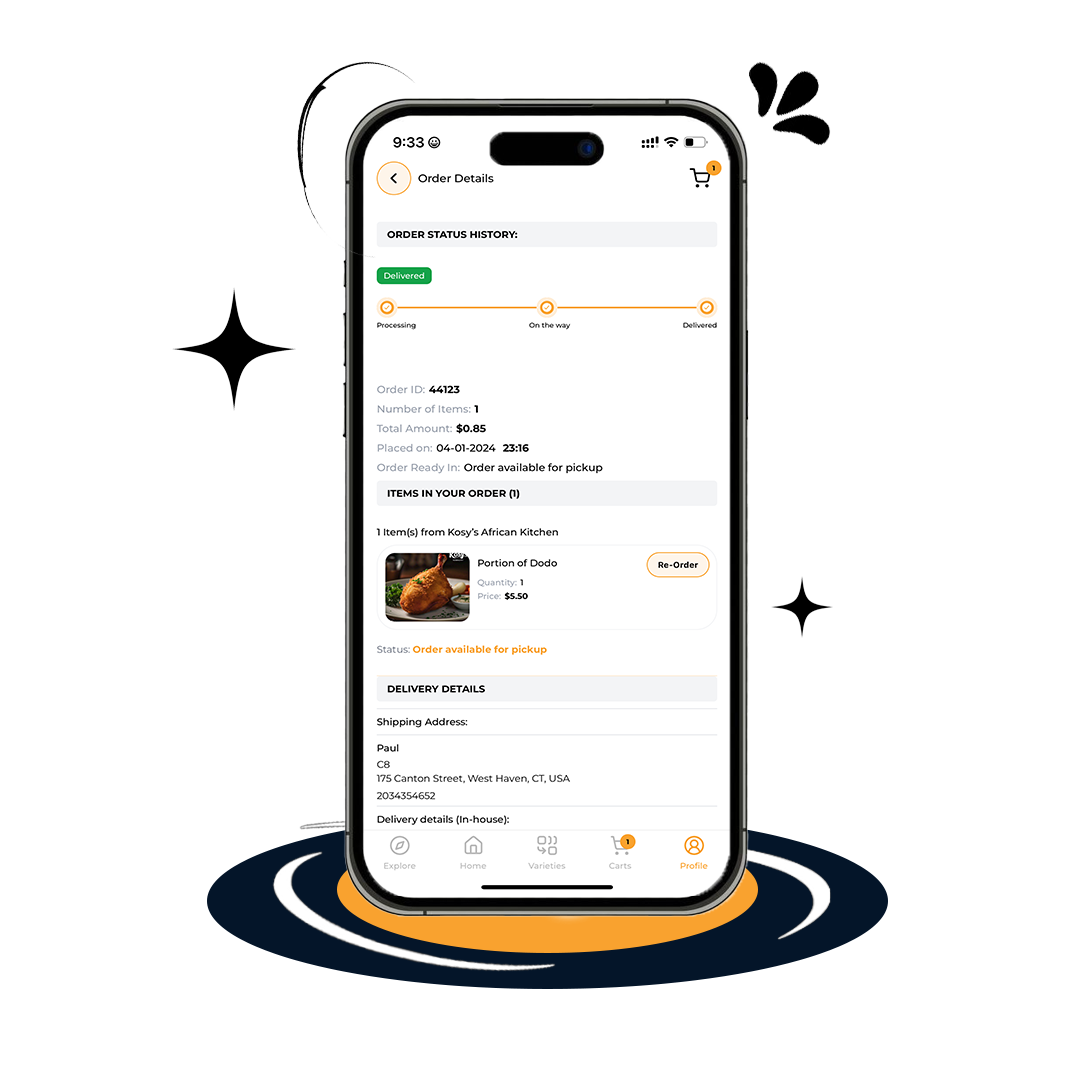 9:33
Order Details
1
ORDER STATUS HISTORY:
Delivered
Processing On the way Delivered
Order ID: 44123
Number of Items: 1
Total Amount: $0.85
Placed on: 04-01-2024 23:16
Order Ready In: Order available for pickup
ITEMS IN YOUR ORDER (1)
1 Item(s) from Kosy's African Kitchen
Portion of Dodo
Re-Order
Quantity: 1
Price: $5.50
Status: Order available for pickup
DELIVERY DETAILS
Shipping Address:
Paul
C8
175 Canton Street, West Haven, CT, USA
2034354652
Delivery details (In-house):
1
Explore Home Varieties Carts Profile